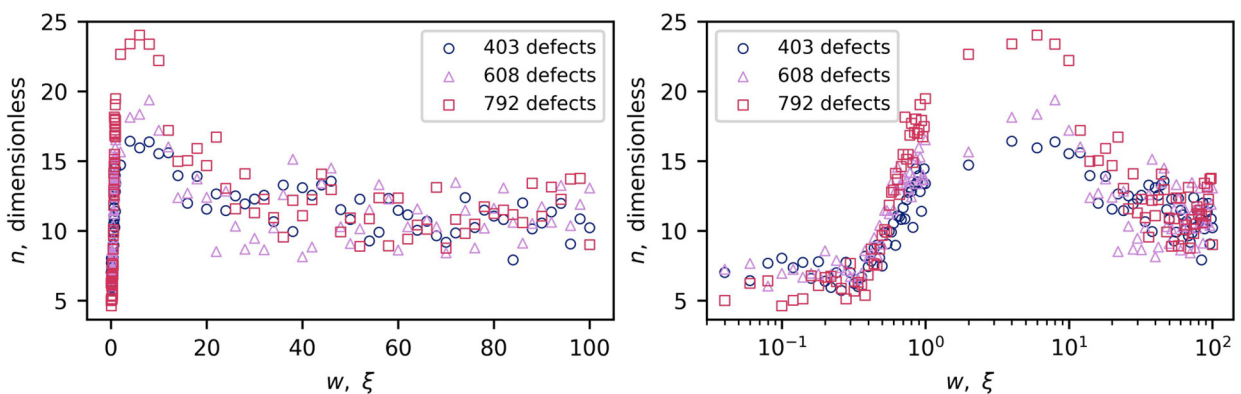 25
20
15
10
5
n, dimensionless
403 defects
608 defects
792 defects
0 20 40 60 80 100
w, ξ
25
20
15
10
5
n, dimensionless
403 defects
608 defects
792 defects
10⁻¹ 10⁰ 10¹ 10²
w, ξ